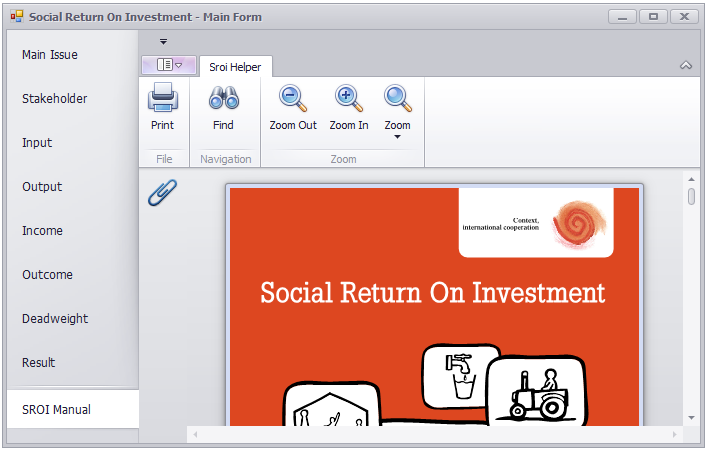 Social Return On Investment - Main Form
Main Issue
Stakeholder
Input
Output
Income
Outcome
Deadweight
Result
SROI Manual
Sroi Helper
Print
Find
Zoom Out
Zoom In
Zoom
File
Navigation
Zoom
Context,
international cooperation
Social Return On Investment